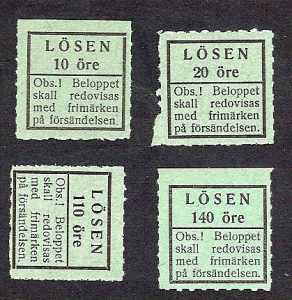 LÖSEN
10 öre
Obs.! Beloppet
skall redovisas
med frimärken
på försändelsen.
LÖSEN
20 öre
Obs.! Beloppet
skall redovisas
med frimärken
på försändelsen.
LÖSEN
110 öre
Obs.! Beloppet
skall redovisas
med frimärken
på försändelsen.
LÖSEN
140 öre
Obs.! Beloppet
skall redovisas
med frimärken
på försändelsen.